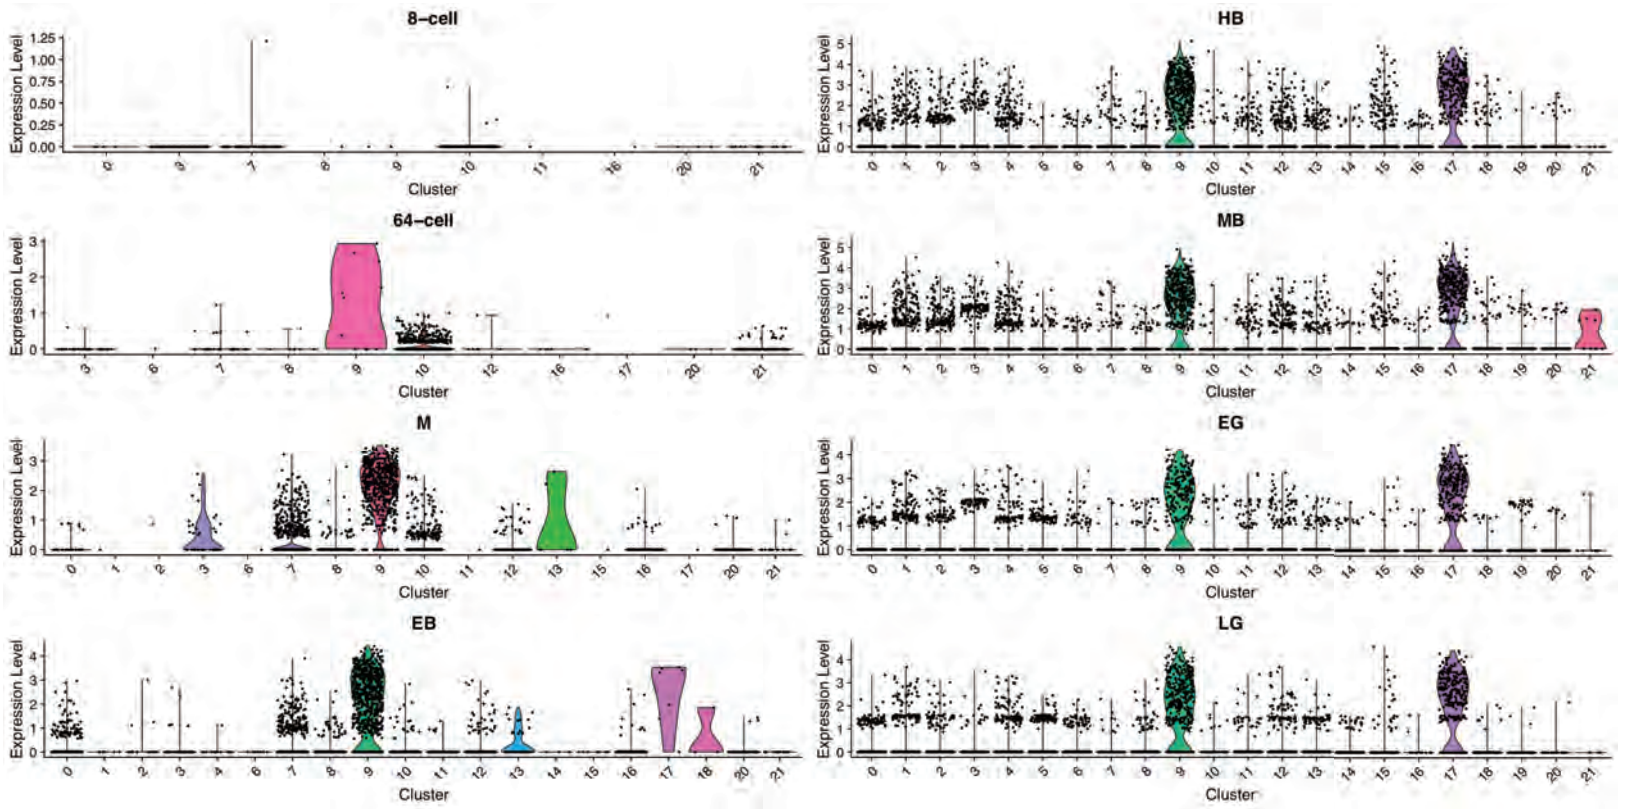 8-cell
Expression Level
1.25
1.00
0.75
0.50
0.25
0.00
0 3 7 8 9 10 11 16 20 21
Cluster
64-cell
Expression Level
3
2
1
0
3 6 7 8 9 10 12 16 17 20 21
Cluster
M
Expression Level
3
2
1
0
0 1 2 3 4 6 7 8 9 10 11 12 13 15 16 17 20 21
Cluster
EB
Expression Level
4
3
2
1
0
0 1 2 3 4 6 7 8 9 10 11 12 13 14 15 16 17 18 20 21
Cluster
HB
Expression Level
5
4
3
2
1
0
0 1 2 3 4 5 6 7 8 9 10 11 12 13 14 15 16 17 18 19 20 21
Cluster
MB
Expression Level
5
4
3
2
1
0
0 1 2 3 4 5 6 7 8 9 10 11 12 13 14 15 16 17 18 19 20 21
Cluster
EG
Expression Level
4
3
2
1
0
0 1 2 3 4 5 6 7 8 9 10 11 12 13 14 15 16 17 18 19 20 21
Cluster
LG
Expression Level
4
3
2
1
0
0 1 2 3 4 5 6 7 8 9 10 11 12 13 14 15 16 17 18 19 20 21
Cluster